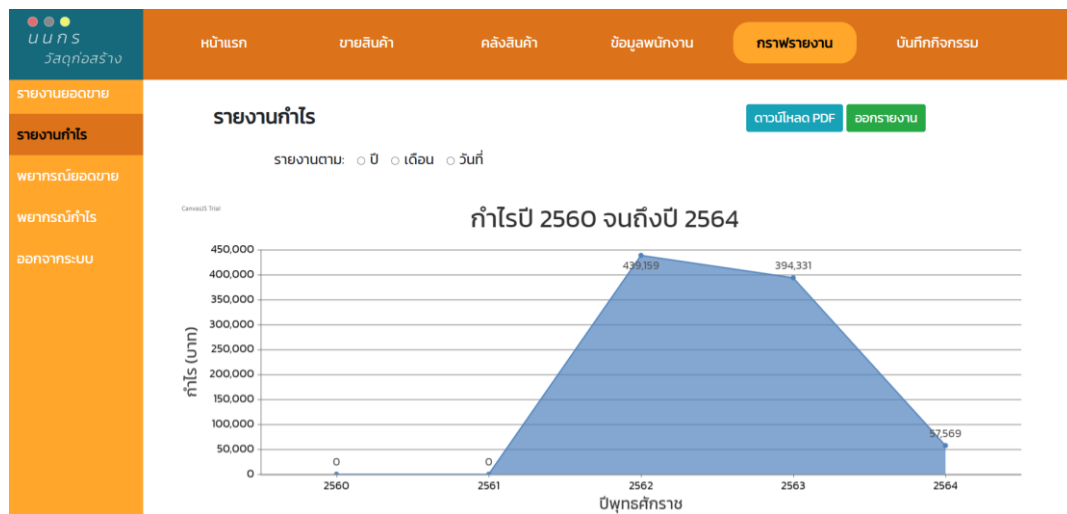 นนทร
วัสดุก่อสร้าง
หน้าแรก
ขายสินค้า
คลังสินค้า
ข้อมูลพนักงาน
กราฟรายงาน
บันทึกกิจกรรม
รายงานยอดขาย
รายงานกำไร
พยากรณ์ยอดขาย
พยากรณ์กำไร
ออกจากระบบ
รายงานกำไร
ดาวน์โหลด PDF
ออกรายงาน
รายงานตาม: ปี เดือน วันที่
CanvasJS Trial
กำไรปี 2560 จนถึงปี 2564
กำไร (บาท)
450,000
400,000
350,000
300,000
250,000
200,000
150,000
100,000
50,000
0
0
0
439,159
394,331
57,569
2560
2561
2562
2563
2564
ปีพุทธศักราช